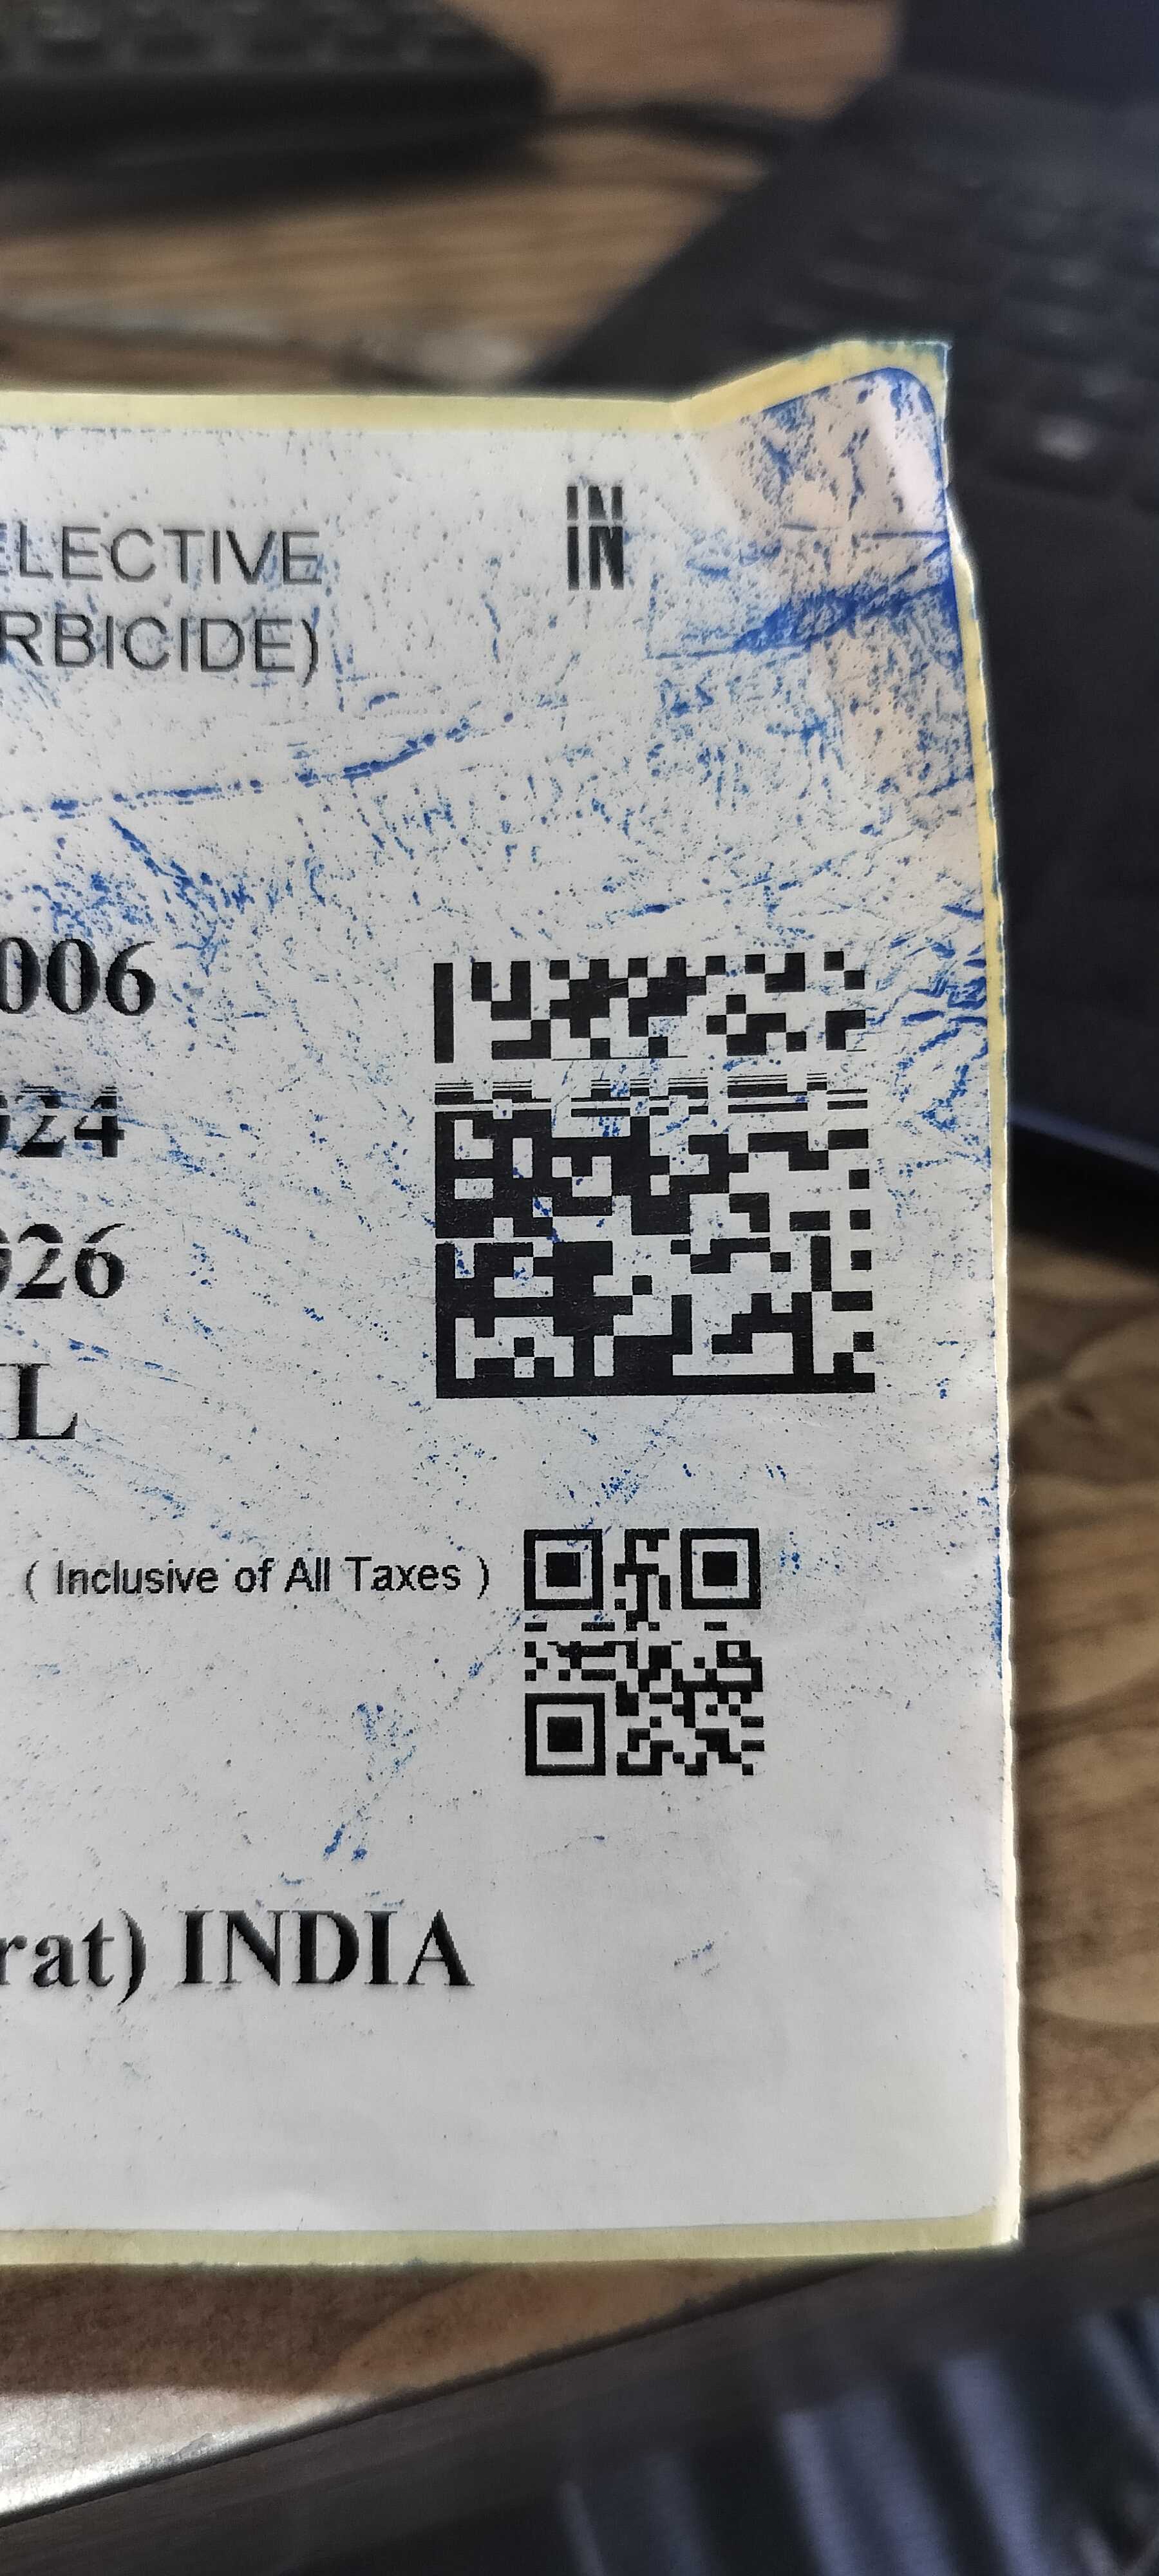 ELECTIVE
IN
RBICIDE)
006
024
026
L
( Inclusive of All Taxes )
rat) INDIA